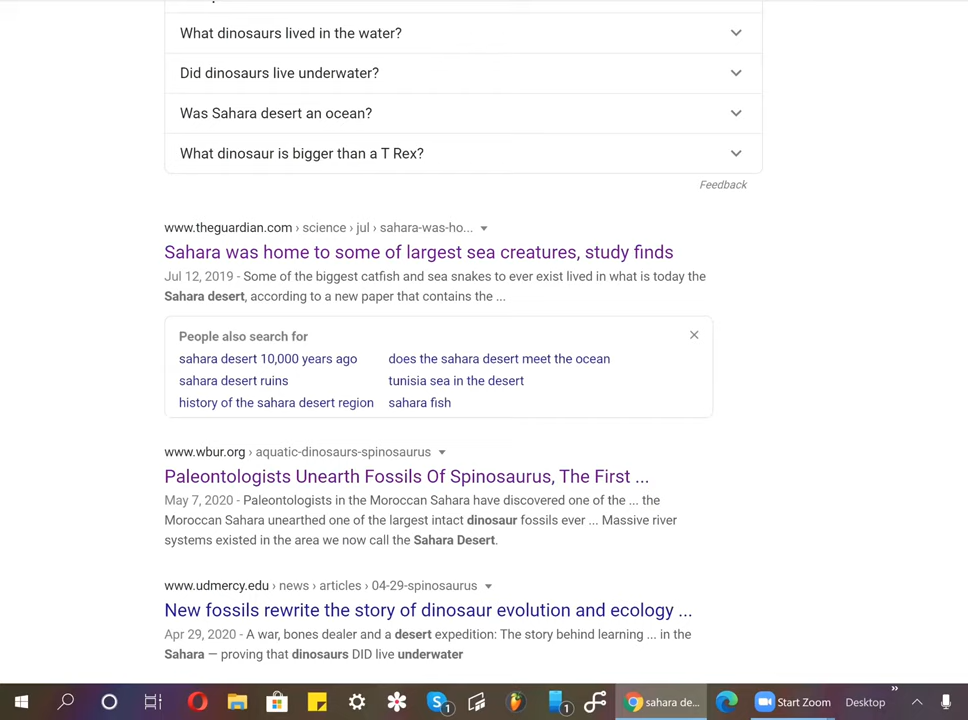 What dinosaurs lived in the water?
Did dinosaurs live underwater?
Was Sahara desert an ocean?
What dinosaur is bigger than a T Rex?
Feedback
www.theguardian.com › science › jul › sahara-was-ho...
Sahara was home to some of largest sea creatures, study finds
Jul 12, 2019 - Some of the biggest catfish and sea snakes to ever exist lived in what is today the
Sahara desert, according to a new paper that contains the ...
People also search for
sahara desert 10,000 years ago does the sahara desert meet the ocean
sahara desert ruins tunisia sea in the desert
history of the sahara desert region sahara fish
www.wbur.org › aquatic-dinosaurs-spinosaurus
Paleontologists Unearth Fossils Of Spinosaurus, The First ...
May 7, 2020 - Paleontologists in the Moroccan Sahara have discovered one of the ... the
Moroccan Sahara unearthed one of the largest intact dinosaur fossils ever ... Massive river
systems existed in the area we now call the Sahara Desert.
www.udmercy.edu › news › articles › 04-29-spinosaurus
New fossils rewrite the story of dinosaur evolution and ecology ...
Apr 29, 2020 - A war, bones dealer and a desert expedition: The story behind learning ... in the
Sahara — proving that dinosaurs DID live underwater
1 1 sahara de... Start Zoom Desktop »